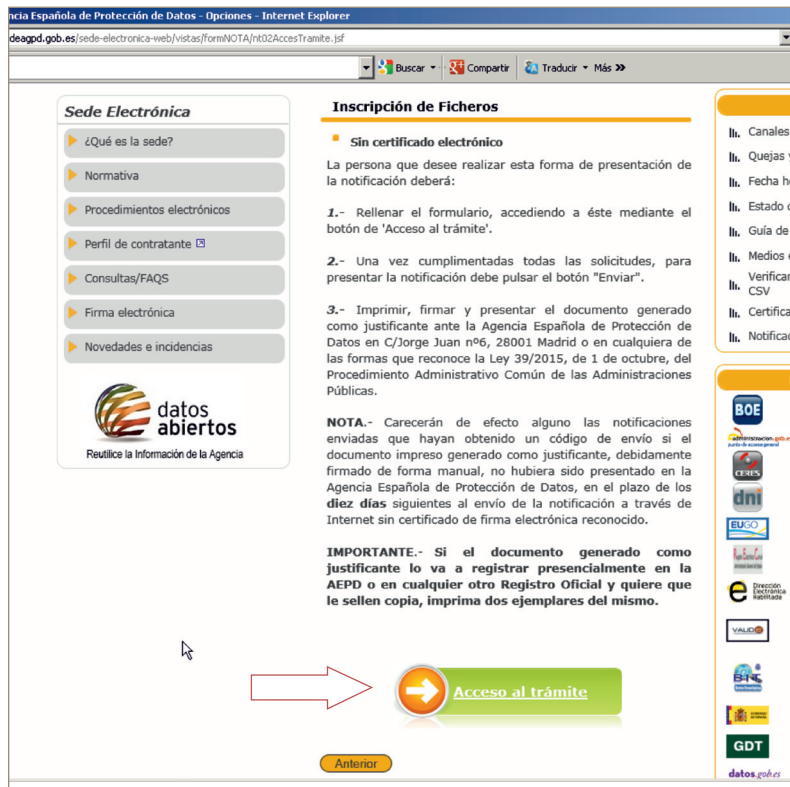 ncia Española de Protección de Datos - Opciones - Internet Explorer
deagpd.gob.es/sede-electronica-web/vistas/formNOTA/nt02AccesTramite.jsf
Buscar
Compartir
Traducir
Más »
Sede Electrónica
¿Qué es la sede?
Normativa
Procedimientos electrónicos
Perfil de contratante
Consultas/FAQS
Firma electrónica
Novedades e incidencias
datos
abiertos
Reutilice la Información de la Agencia
Inscripción de Ficheros
Sin certificado electrónico
La persona que desee realizar esta forma de presentación de
la notificación deberá:
1.- Rellenar el formulario, accediendo a éste mediante el
botón de 'Acceso al trámite'.
2.- Una vez cumplimentadas todas las solicitudes, para
presentar la notificación debe pulsar el botón "Enviar".
3.- Imprimir, firmar y presentar el documento generado
como justificante ante la Agencia Española de Protección de
Datos en C/Jorge Juan nº6, 28001 Madrid o en cualquiera de
las formas que reconoce la Ley 39/2015, de 1 de octubre, del
Procedimiento Administrativo Común de las Administraciones
Públicas.
NOTA.- Carecerán de efecto alguno las notificaciones
enviadas que hayan obtenido un código de envío si el
documento impreso generado como justificante, debidamente
firmado de forma manual, no hubiera sido presentado en la
Agencia Española de Protección de Datos, en el plazo de los
diez días siguientes al envío de la notificación a través de
Internet sin certificado de firma electrónica reconocido.
IMPORTANTE.- Si el documento generado como
justificante lo va a registrar presencialmente en la
AEPD o en cualquier otro Registro Oficial y quiere que
le sellen copia, imprima dos ejemplares del mismo.
Acceso al trámite
Anterior
Canales
Quejas y
Fecha h
Estado
Guía de
Medios e
Verificar
CSV
Certifica
Notificac
BOE
administracion.gob.e
punto de acceso general
CERES
dni
EUGO
Dirección
Electrónica
Habilitada
VALID
GDT
datos.gob.es